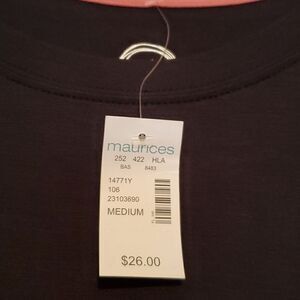 maurices
252 422 HLA
BAS 8483
14771Y
106
23103690
MEDIUM
$26.00